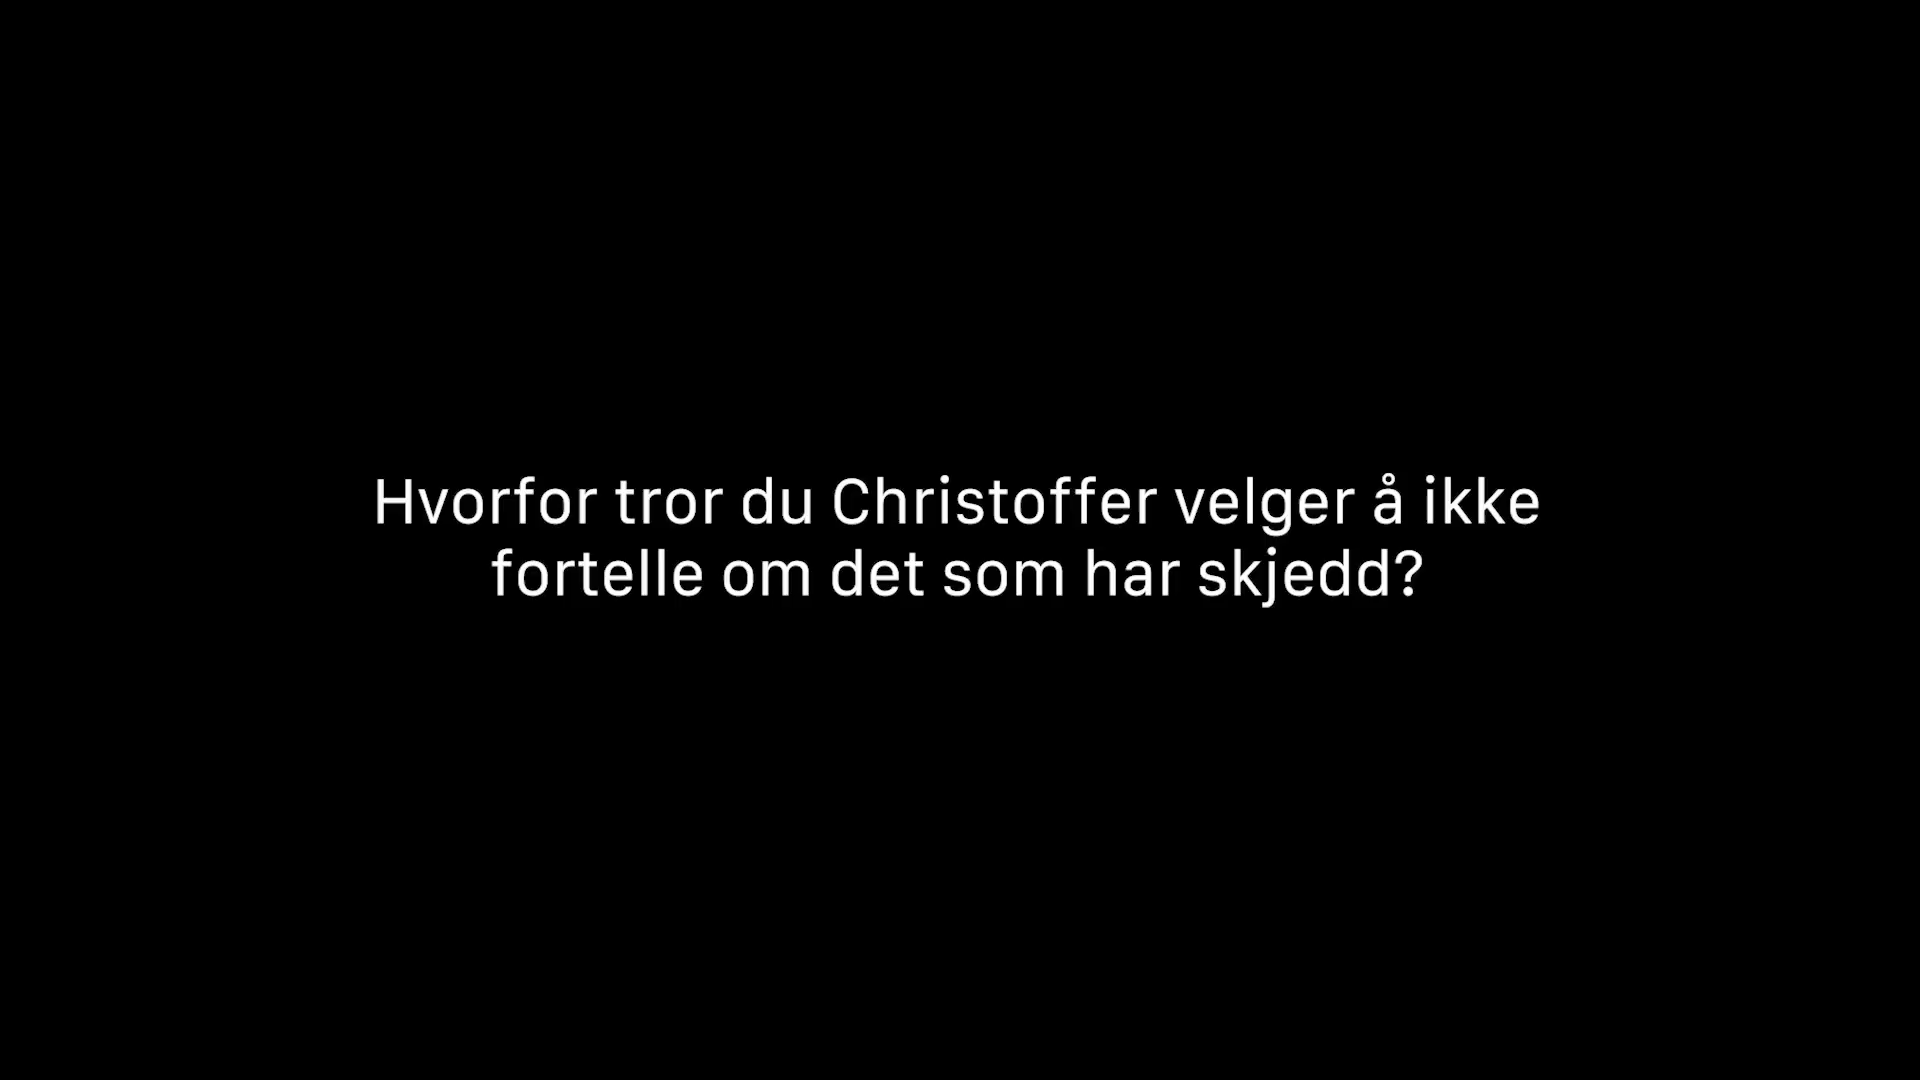 Hvorfor tror du Christoffer velger å ikke
fortelle om det som har skjedd?